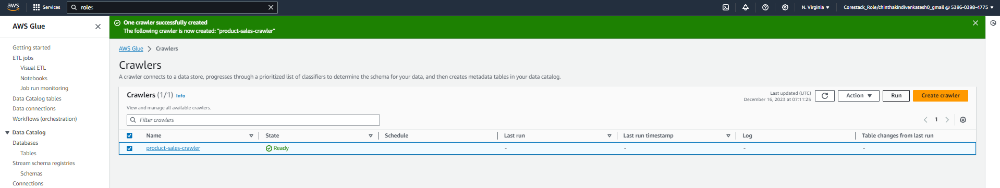 aws Services roles N. Virginia Corestack_Role/chinthakindivenkatesh0_gmail @ 5396-0398-4775
AWS Glue
Getting started
ETL jobs
Visual ETL
Notebooks
Job run monitoring
Data Catalog tables
Data connections
Workflows (orchestration)
Data Catalog
Databases
Tables
Stream schema registries
Schemas
Connections
One crawler successfully created
The following crawler is now created: "product-sales-crawler"
AWS Glue > Crawlers
Crawlers
A crawler connects to a data store, progresses through a prioritized list of classifiers to determine the schema for your data, and then creates metadata tables in your data catalog.
Crawlers (1/1) Info
View and manage all available crawlers.
Last updated (UTC)
December 16, 2023 at 07:11:25
Action Run Create crawler
Filter crawlers
1
Name State Schedule Last run Last run timestamp Log Table changes from last run
product-sales-crawler Ready - - - -